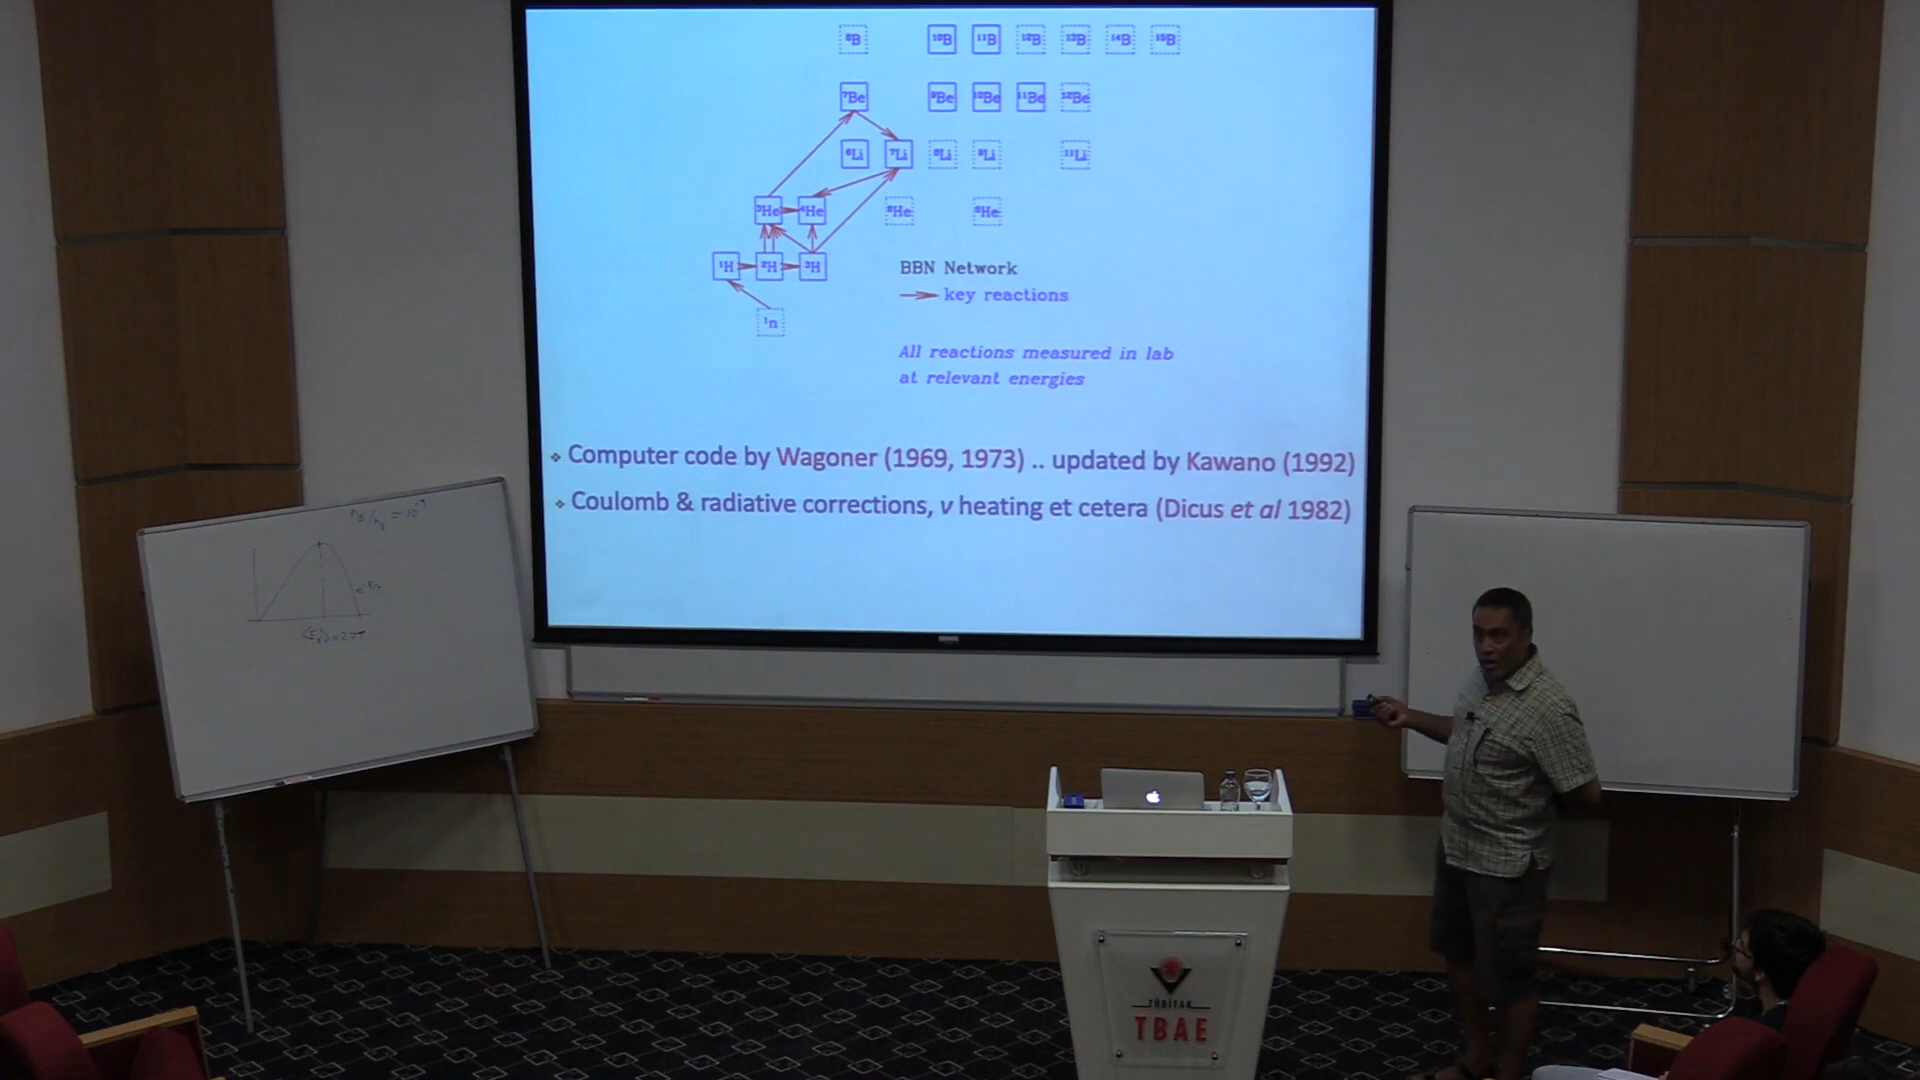 ⁸B ¹⁰B ¹¹B ¹²B ¹³B ¹⁴B ¹⁵B
⁷Be ⁹Be ¹⁰Be ¹¹Be ¹²Be
⁶Li ⁷Li ⁸Li ⁹Li ¹¹Li
³He ⁴He ⁶He ⁸He
¹H ²H ³H
¹n
BBN Network
key reactions
All reactions measured in lab
at relevant energies
❖ Computer code by Wagoner (1969, 1973) .. updated by Kawano (1992)
❖ Coulomb & radiative corrections, ν heating et cetera (Dicus et al 1982)
TÜBİTAK
TBAE